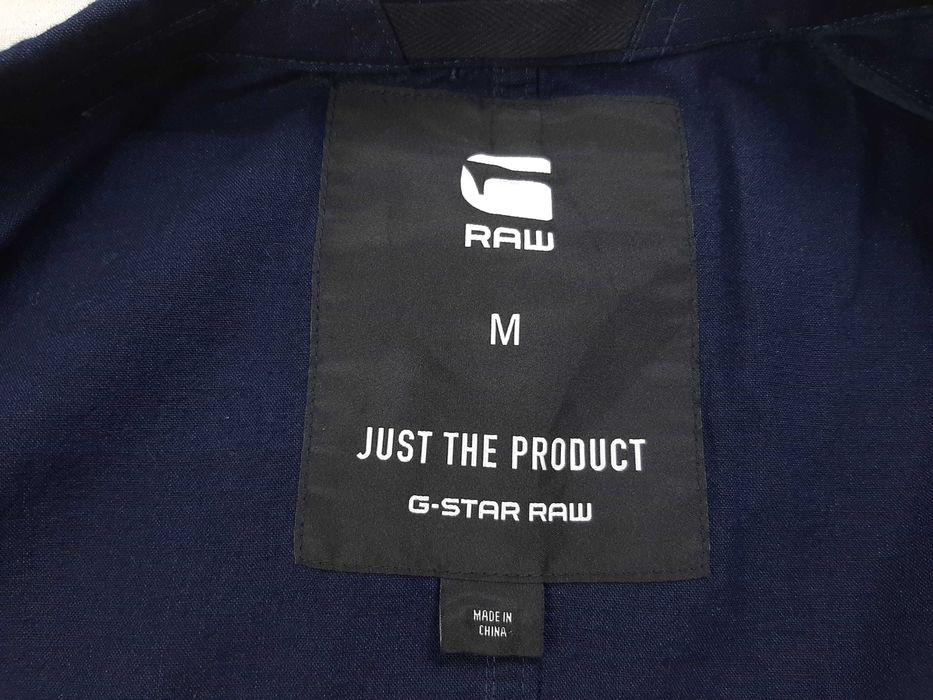 G
RAW
M
JUST THE PRODUCT
G-STAR RAW
MADE IN
CHINA